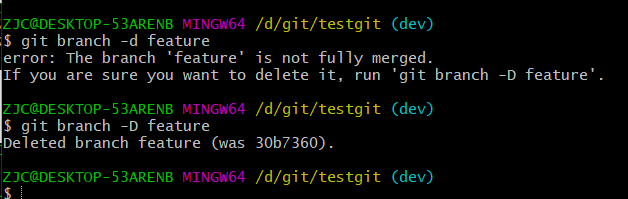 ZJC@DESKTOP-53ARENB MINGW64 /d/git/testgit (dev)
$ git branch -d feature
error: The branch 'feature' is not fully merged.
If you are sure you want to delete it, run 'git branch -D feature'.
ZJC@DESKTOP-53ARENB MINGW64 /d/git/testgit (dev)
$ git branch -D feature
Deleted branch feature (was 30b7360).
ZJC@DESKTOP-53ARENB MINGW64 /d/git/testgit (dev)
$